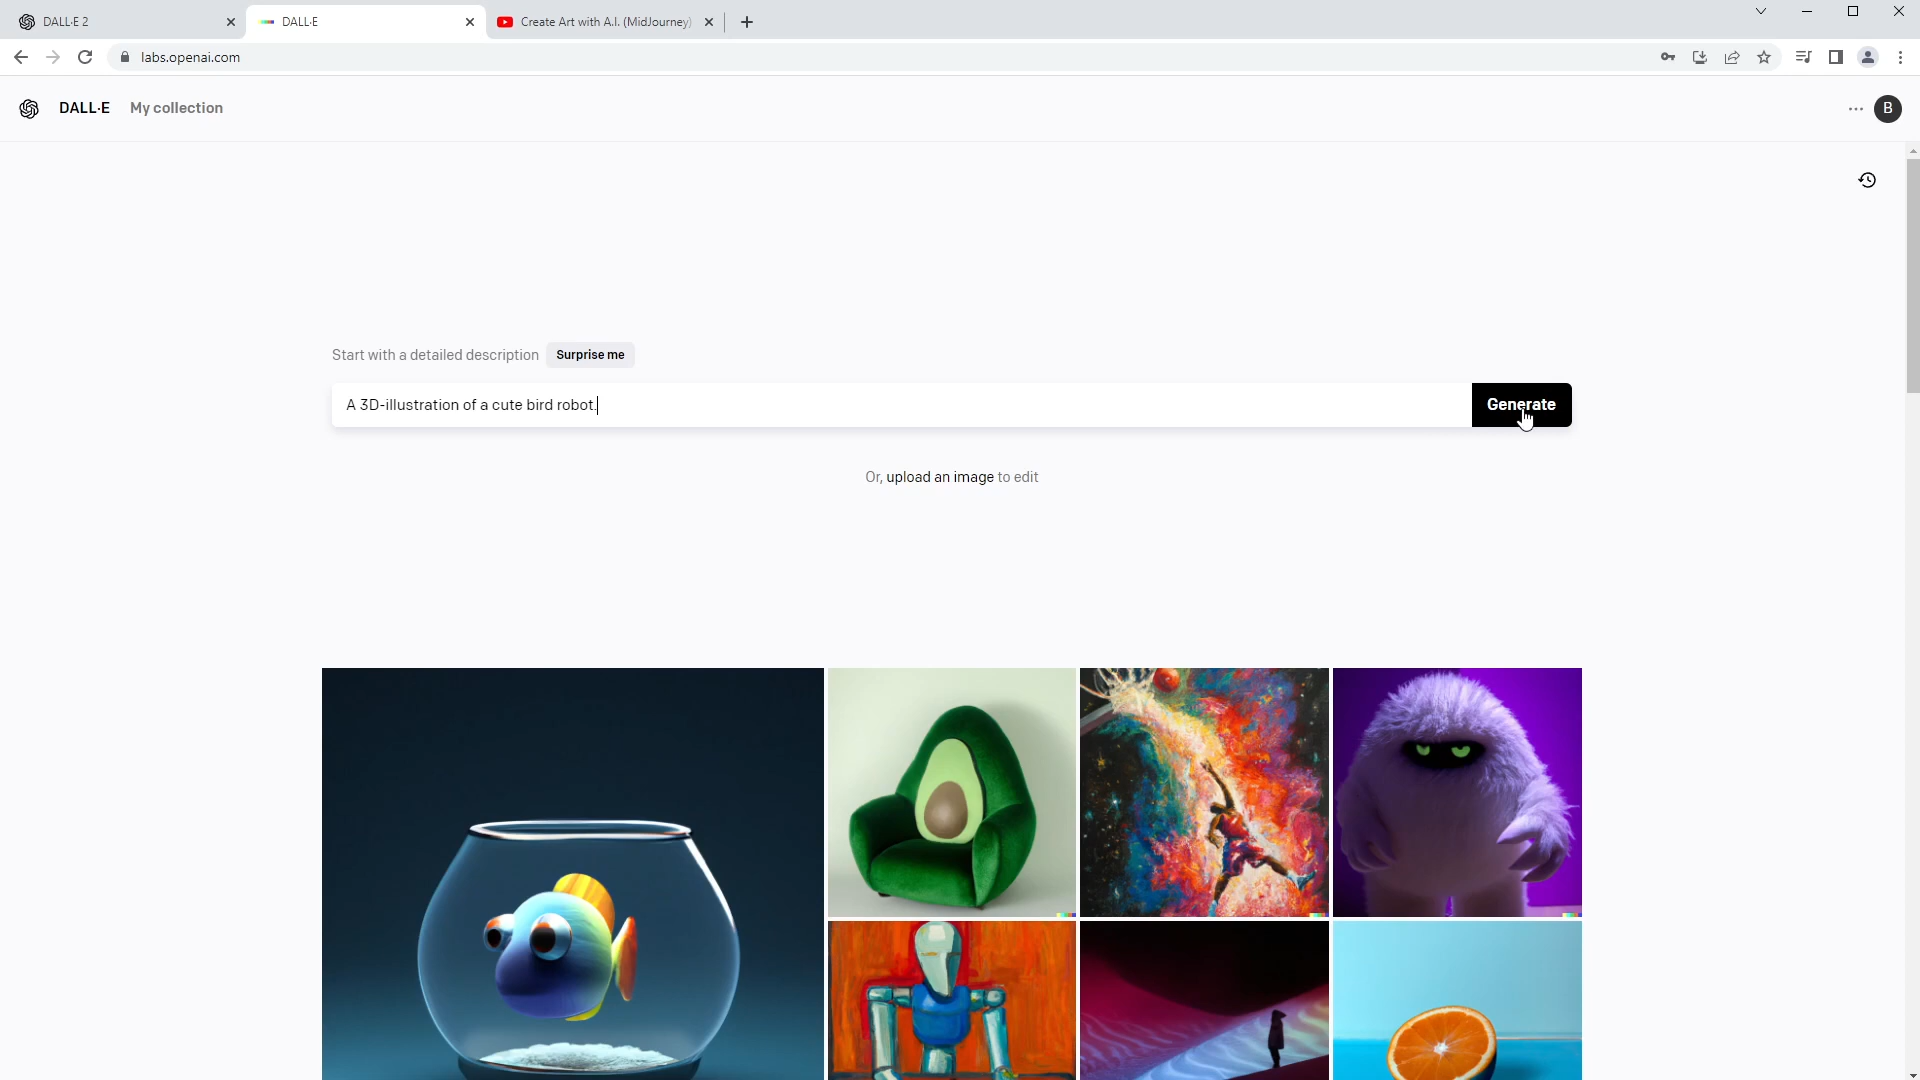 DALL·E 2
DALL·E
Create Art with A.I. (MidJourney)
labs.openai.com
DALL·E
My collection
B
Start with a detailed description
Surprise me
A 3D-illustration of a cute bird robot.
Generate
Or, upload an image to edit